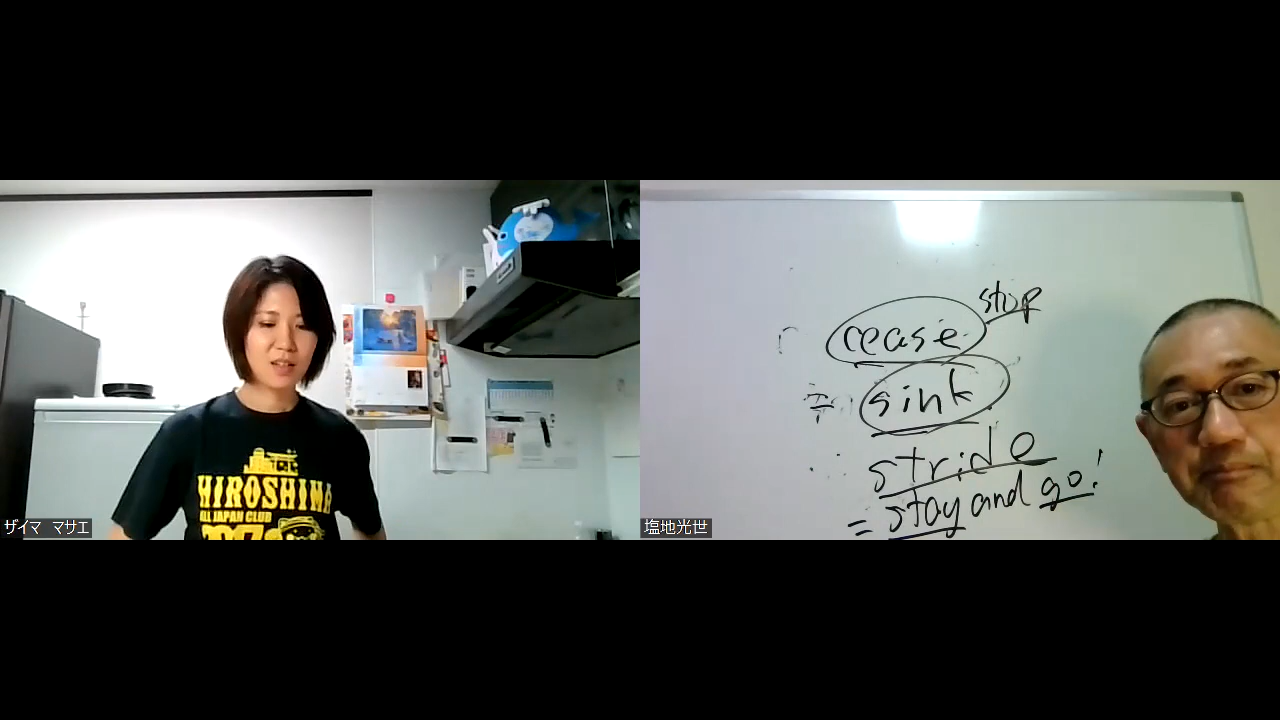 HIROSHIMA
ALL JAPAN CLUB
ザイマ マサエ
stop
cease
≠ sink
stride
= stay and go!
塩地光世